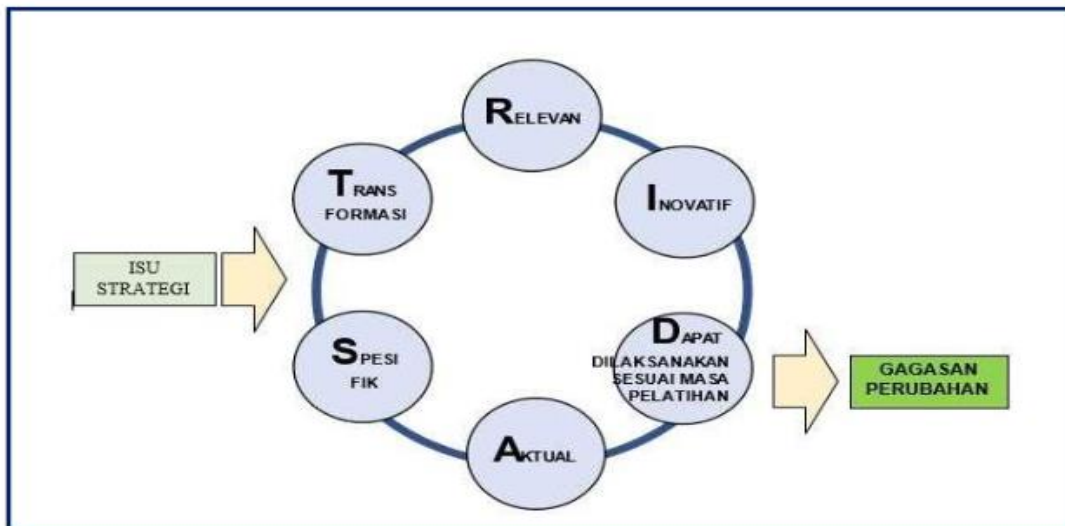 RELEVAN
TRANS
FORMASI
INOVATIF
ISU
STRATEGI
SPESI
FIK
DAPAT
DILAKSANAKAN
SESUAI MASA
PELATIHAN
AKTUAL
GAGASAN
PERUBAHAN